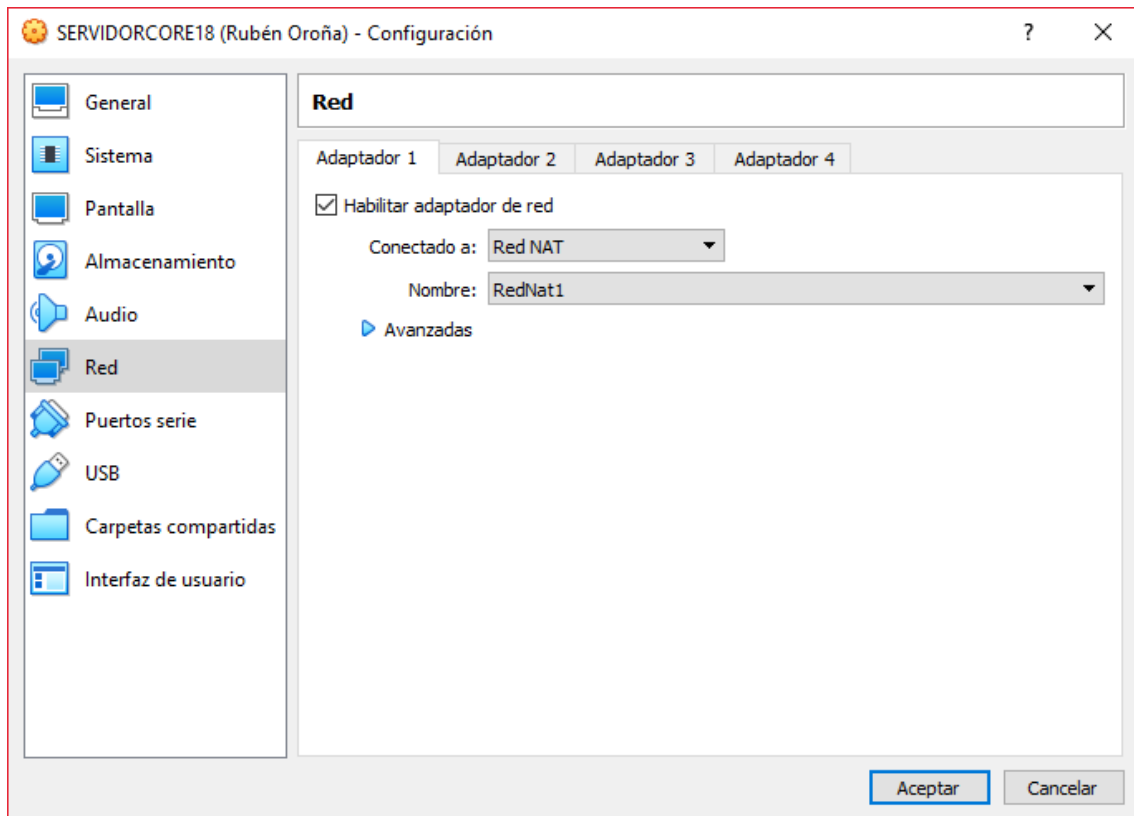 SERVIDORCORE18 (Rubén Oroña) - Configuración
?
General
Sistema
Pantalla
Almacenamiento
Audio
Red
Puertos serie
USB
Carpetas compartidas
Interfaz de usuario
Red
Adaptador 1 Adaptador 2 Adaptador 3 Adaptador 4
Habilitar adaptador de red
Conectado a: Red NAT
Nombre: RedNat1
Avanzadas
Aceptar Cancelar